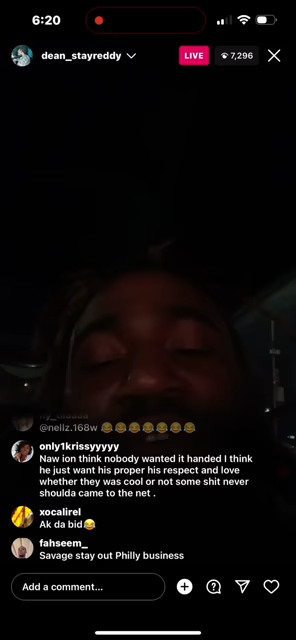 6:20
dean_stayreddy
LIVE
7,296
@nellz.168w 😂😂😂😂😂😂😂
only1krissyyyyy
Naw ion think nobody wanted it handed I think
he just want his proper his respect and love
whether they was cool or not some shit never
shoulda came to the net .
xocalirel
Ak da bid😂
fahseem_
Savage stay out Philly business
Add a comment...